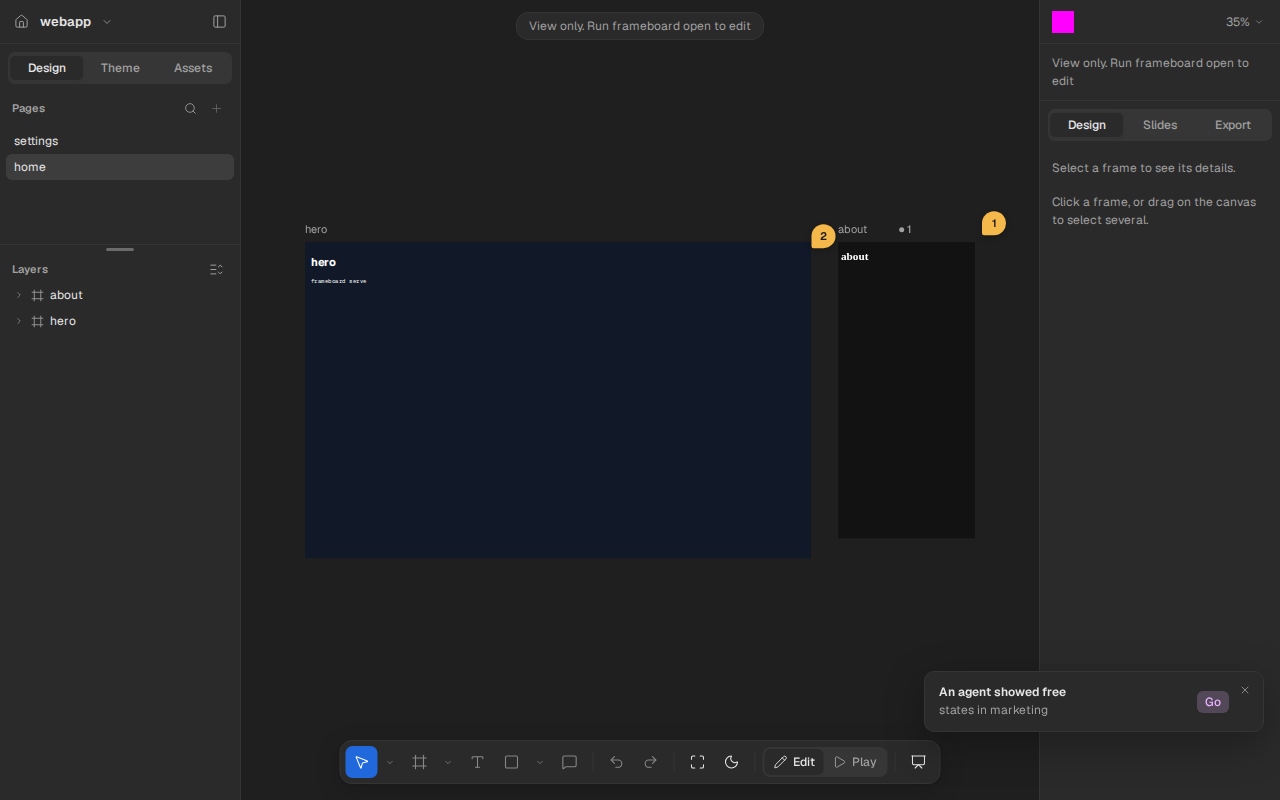 webapp
View only. Run frameboard open to edit
35%
Design
Theme
Assets
View only. Run frameboard open to
edit
Pages
Design
Slides
Export
settings
home
Select a frame to see its details.
Click a frame, or drag on the canvas
to select several.
hero
2
about
1
1
hero
frameboard serve
about
Layers
about
hero
An agent showed free
states in marketing
Go
Edit
Play